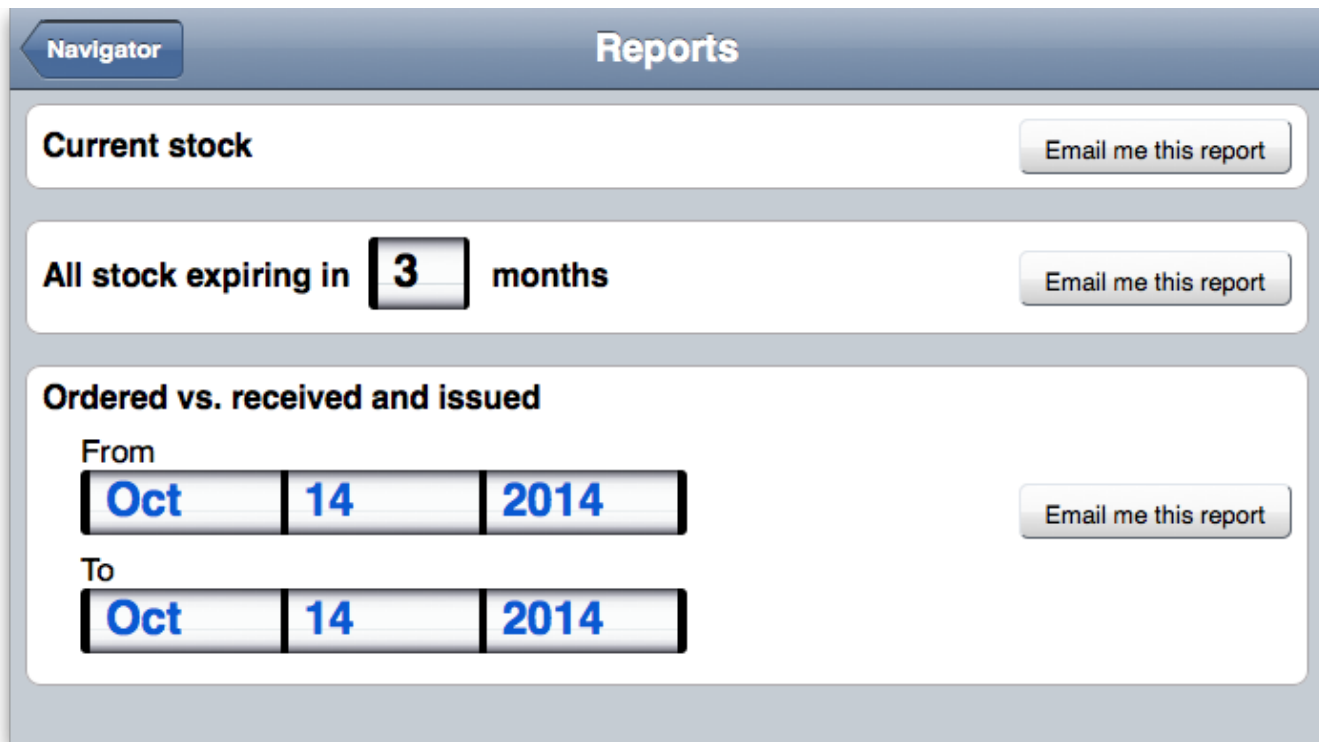 Navigator Reports
Current stock Email me this report
All stock expiring in 3 months Email me this report
Ordered vs. received and issued
From
Oct 14 2014
Email me this report
To
Oct 14 2014